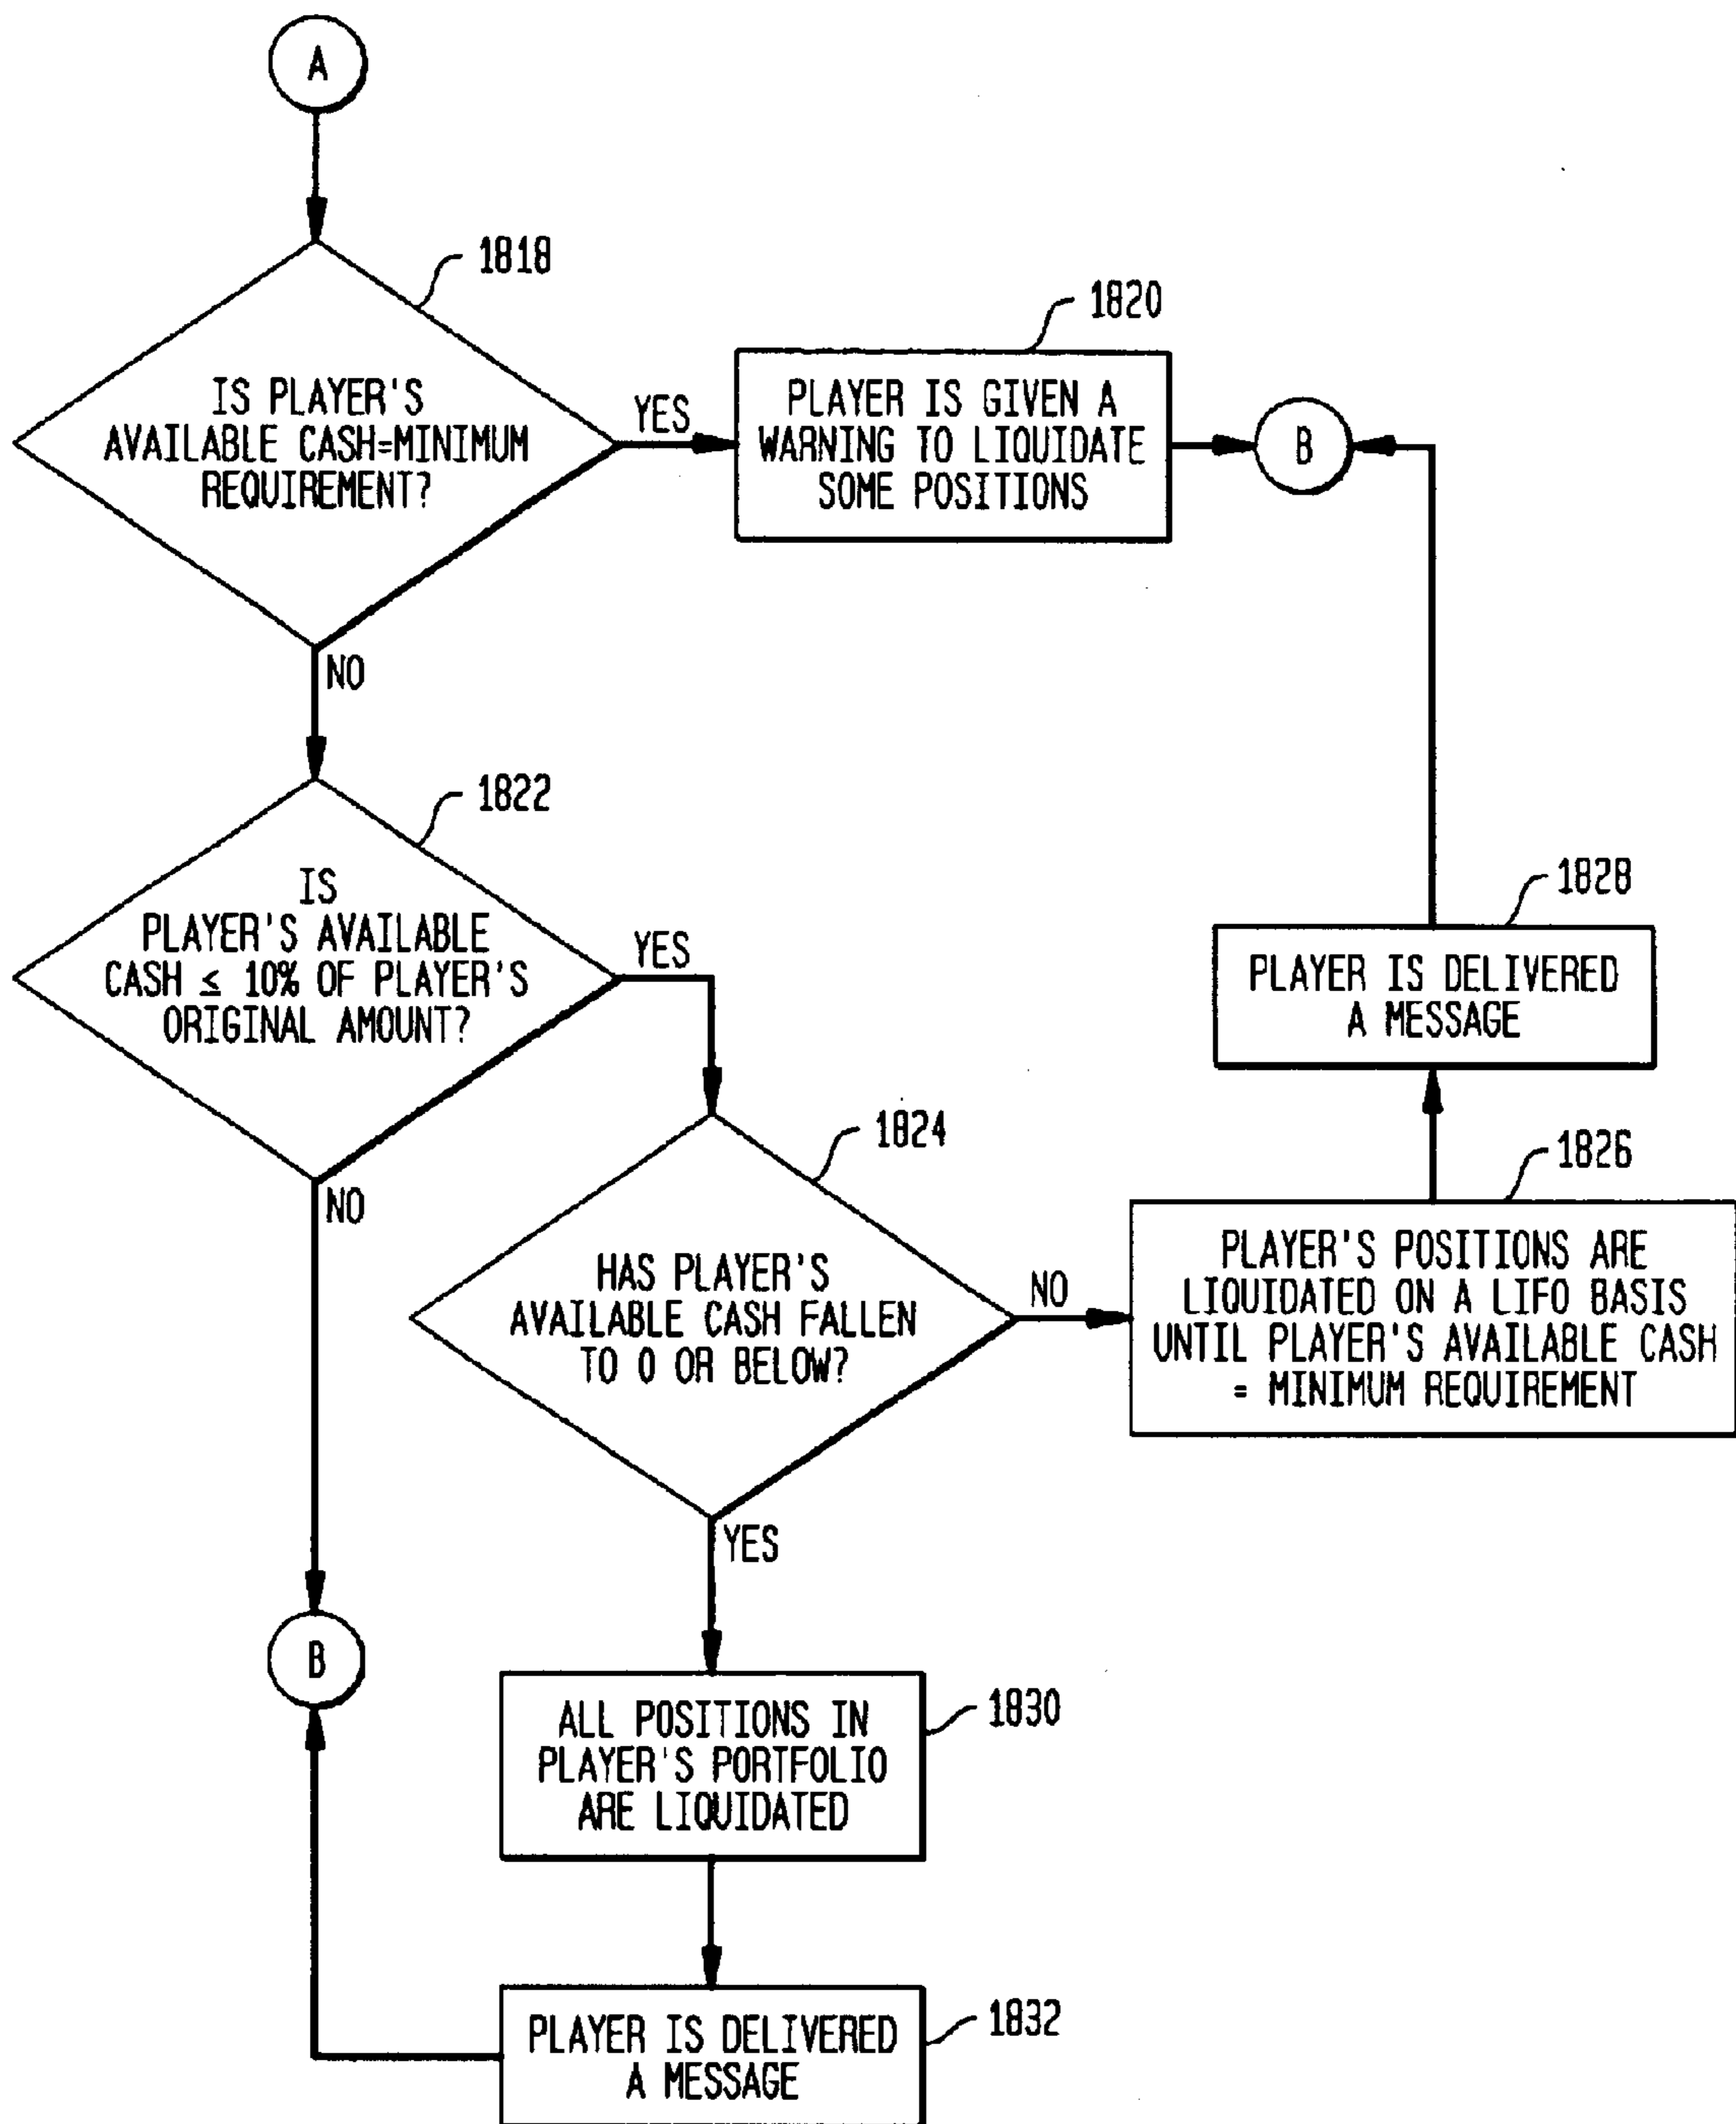 A
1818
IS PLAYER'S
AVAILABLE CASH=MINIMUM
REQUIREMENT?
YES
NO
1820
PLAYER IS GIVEN A
WARNING TO LIQUIDATE
SOME POSITIONS
B
1822
IS
PLAYER'S AVAILABLE
CASH ≤ 10% OF PLAYER'S
ORIGINAL AMOUNT?
YES
NO
1828
PLAYER IS DELIVERED
A MESSAGE
1824
HAS PLAYER'S
AVAILABLE CASH FALLEN
TO 0 OR BELOW?
NO
YES
1826
PLAYER'S POSITIONS ARE
LIQUIDATED ON A LIFO BASIS
UNTIL PLAYER'S AVAILABLE CASH
= MINIMUM REQUIREMENT
B
1830
ALL POSITIONS IN
PLAYER'S PORTFOLIO
ARE LIQUIDATED
1832
PLAYER IS DELIVERED
A MESSAGE